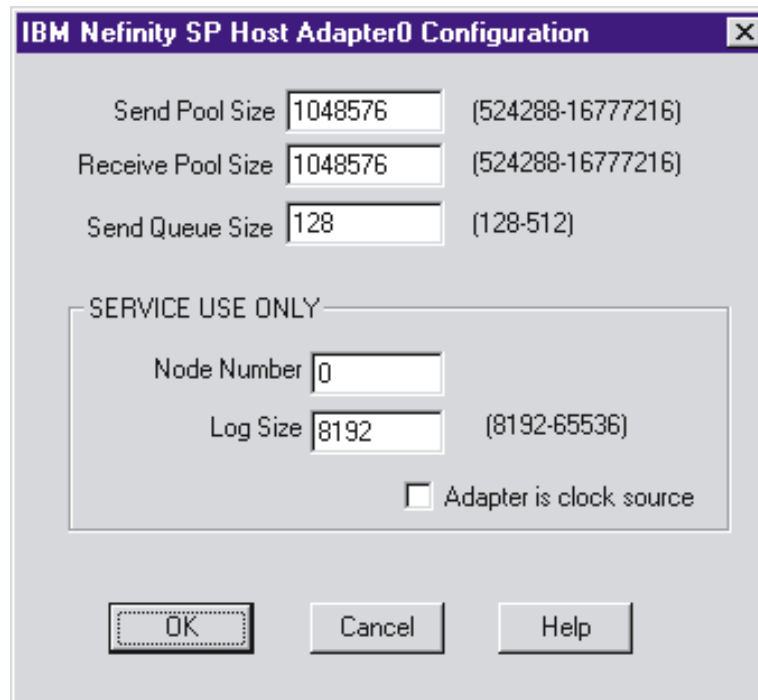 IBM Nefinity SP Host Adapter0 Configuration
Send Pool Size 1048576 (524288-16777216)
Receive Pool Size 1048576 (524288-16777216)
Send Queue Size 128 (128-512)
SERVICE USE ONLY
Node Number 0
Log Size 8192 (8192-65536)
Adapter is clock source
OK Cancel Help